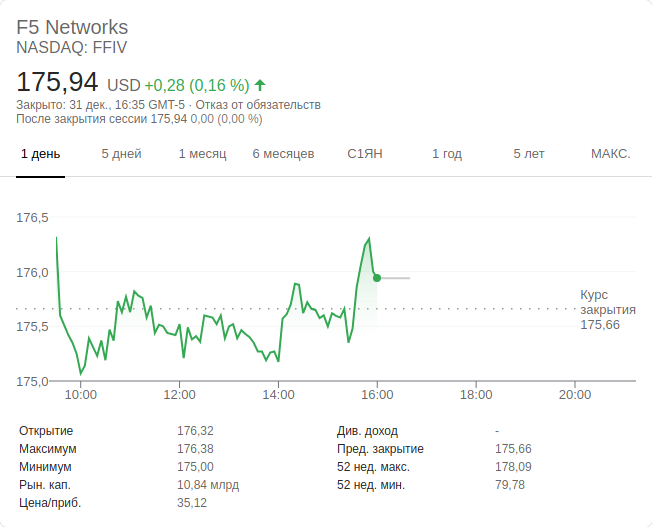 F5 Networks
NASDAQ: FFIV
175,94 USD +0,28 (0,16 %)
Закрыто: 31 дек., 16:35 GMT-5 · Отказ от обязательств
После закрытия сессии 175,94 0,00 (0,00 %)
1 день 5 дней 1 месяц 6 месяцев С1ЯН 1 год 5 лет МАКС.
176,5
176,0
175,5
175,0
Курс
закрытия
175,66
10:00 12:00 14:00 16:00 18:00 20:00
Открытие 176,32 Див. доход -
Максимум 176,38 Пред. закрытие 175,66
Минимум 175,00 52 нед. макс. 178,09
Рын. кап. 10,84 млрд 52 нед. мин. 79,78
Цена/приб. 35,12